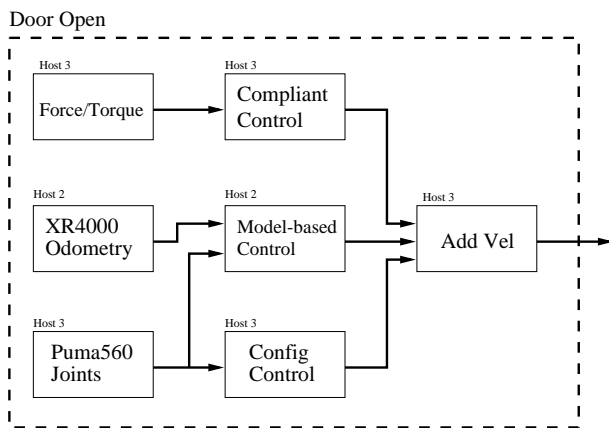 Door Open
Host 3
Force/Torque
Host 3
Compliant
Control
Host 2
XR4000
Odometry
Host 2
Model-based
Control
Host 3
Add Vel
Host 3
Puma560
Joints
Host 3
Config
Control